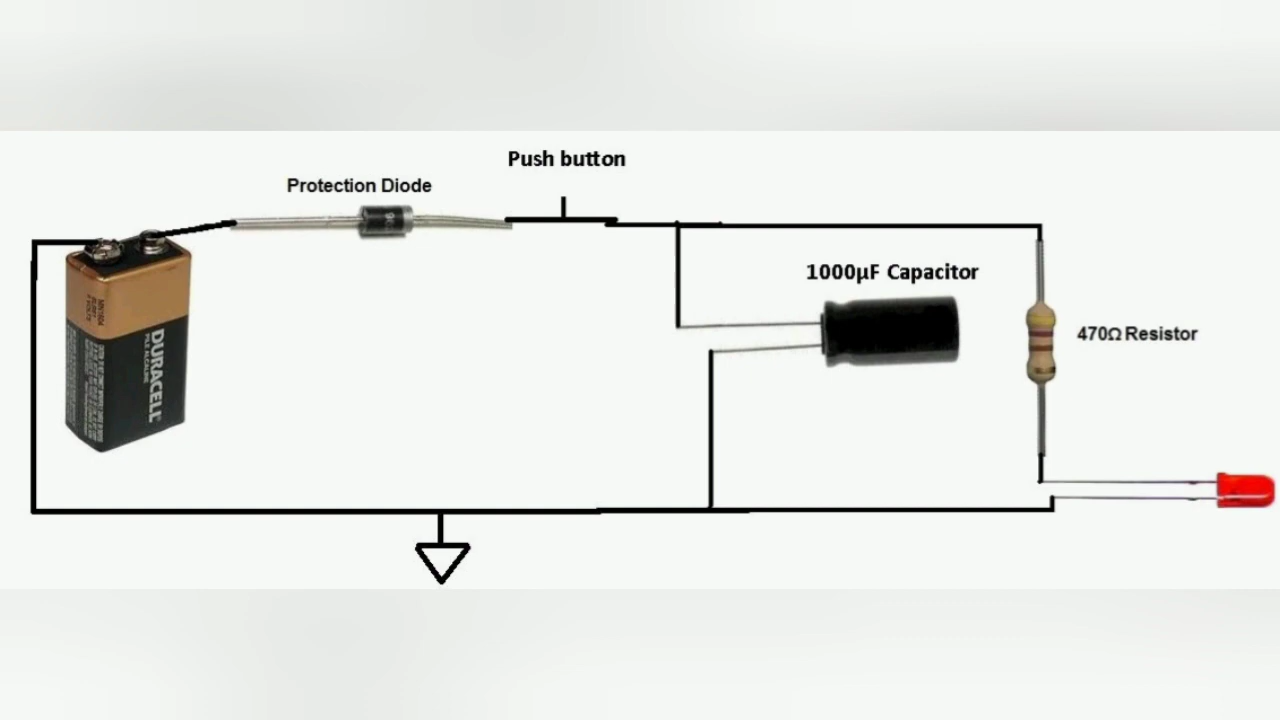 Push button
Protection Diode
1000µF Capacitor
470Ω Resistor
DURACELL